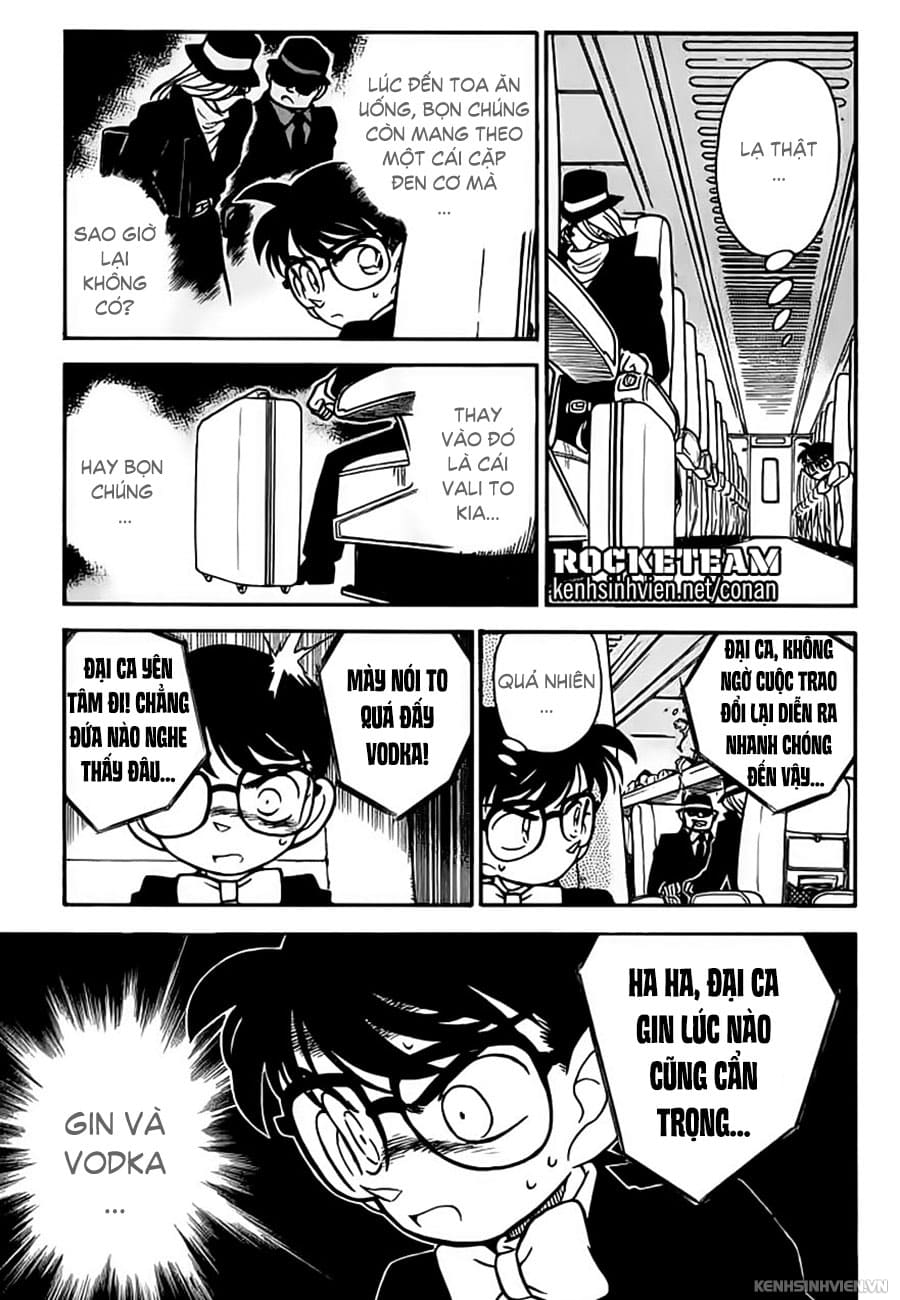 LẠ THẬT
...
LÚC ĐẾN TOA ĂN
UỐNG, BỌN CHÚNG
CÒN MANG THEO
MỘT CÁI CẶP
ĐEN CƠ MÀ
...
SAO GIỜ
LẠI
KHÔNG
CÓ?
THAY
VÀO ĐÓ
LÀ CÁI
VALI TO
KIA...
HAY BỌN
CHÚNG
...
ROCKETEAM
kenhsinhvien.net/conan
ĐẠI CA, KHÔNG
NGỜ CUỘC TRAO
ĐỔI LẠI DIỄN RA
NHANH CHÓNG
ĐẾN VẬY...
QUẢ NHIÊN
...
MÀY NÓI TO
QUÁ ĐẤY
VODKA!
ĐẠI CA YÊN
TÂM ĐI! CHẲNG
ĐỨA NÀO NGHE
THẤY ĐÂU...
HA HA, ĐẠI CA
GIN LÚC NÀO
CŨNG CẨN
TRỌNG...
GIN VÀ
VODKA
...
KENHSINHVIEN.VN